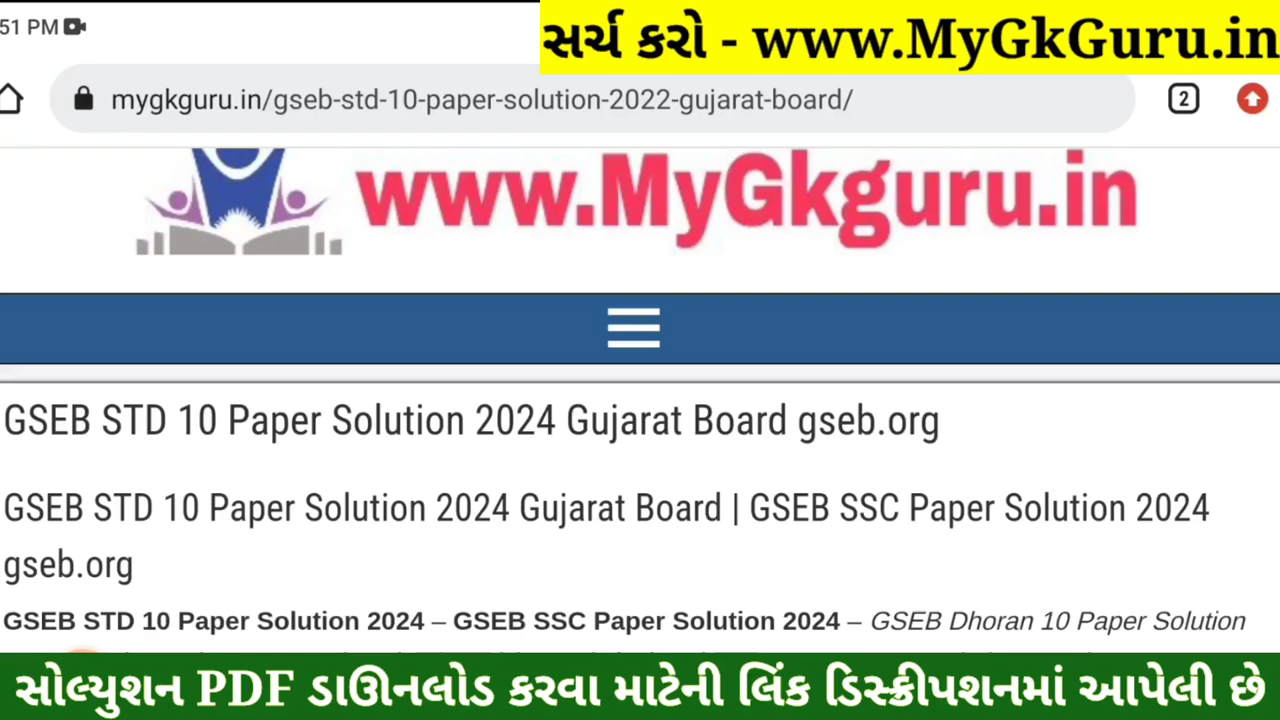 51 PM
સર્ચ કરો - www.MyGkGuru.in
mygkguru.in/gseb-std-10-paper-solution-2022-gujarat-board/
2
www.MyGkguru.in
GSEB STD 10 Paper Solution 2024 Gujarat Board gseb.org
GSEB STD 10 Paper Solution 2024 Gujarat Board | GSEB SSC Paper Solution 2024
gseb.org
GSEB STD 10 Paper Solution 2024 – GSEB SSC Paper Solution 2024 – GSEB Dhoran 10 Paper Solution
સોલ્યુશન PDF ડાઊનલોડ કરવા માટેની લિંક ડિસ્ક્રીપશનમાં આપેલી છે